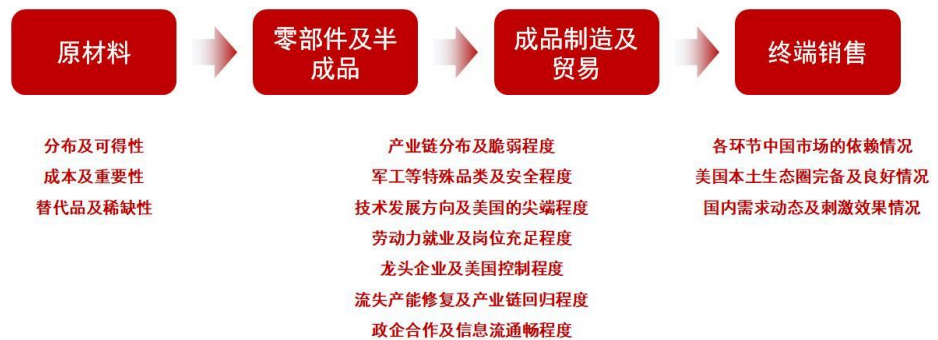 原材料
零部件及半
成品
成品制造及
贸易
终端销售
分布及可得性
成本及重要性
替代品及稀缺性
产业链分布及脆弱程度
军工等特殊品类及安全程度
技术发展方向及美国的尖端程度
劳动力就业及岗位充足程度
龙头企业及美国控制程度
流失产能修复及产业链回归程度
政企合作及信息流通畅程度
各环节中国市场的依赖情况
美国本土生态圈完备及良好情况
国内需求动态及刺激效果情况